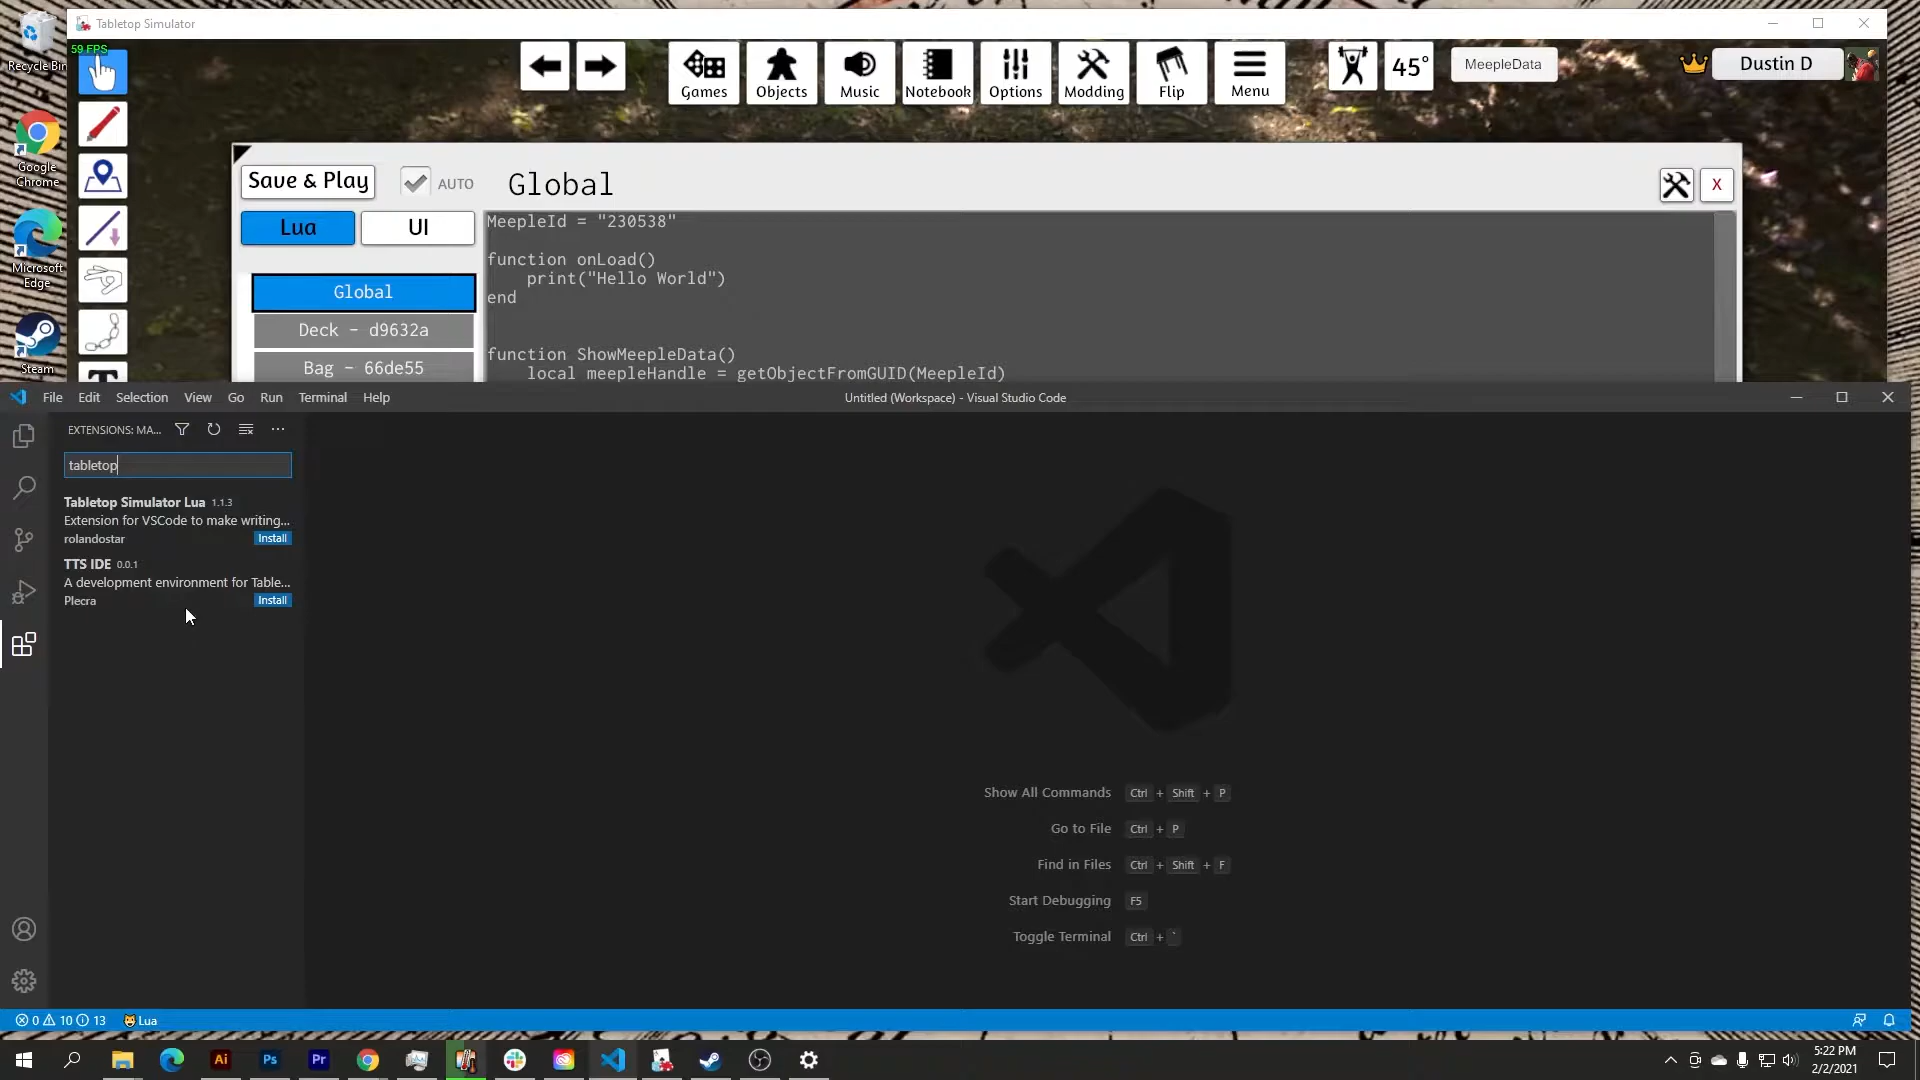 Recycle Bin
Tabletop Simulator
59 FPS
Games
Objects
Music
Notebook
Options
Modding
Flip
Menu
45°
MeepleData
Dustin D
Google
Chrome
Microsoft
Edge
Steam
Save & Play
AUTO
Global
X
Lua
UI
Global
Deck - d9632a
Bag - 66de55
MeepleId = "230538"
function onLoad()
print("Hello World")
end
function ShowMeepleData()
local meepleHandle = getObjectFromGUID(MeepleId)
File Edit Selection View Go Run Terminal Help
Untitled (Workspace) - Visual Studio Code
EXTENSIONS: MA...
tabletop
Tabletop Simulator Lua 1.1.3
Extension for VSCode to make writing...
rolandostar
Install
TTS IDE 0.0.1
A development environment for Table...
Plecra
Install
Show All Commands Ctrl + Shift + P
Go to File Ctrl + P
Find in Files Ctrl + Shift + F
Start Debugging F5
Toggle Terminal Ctrl + `
0 10 13 Lua
Ai
Ps
Pr
5:22 PM
2/2/2021